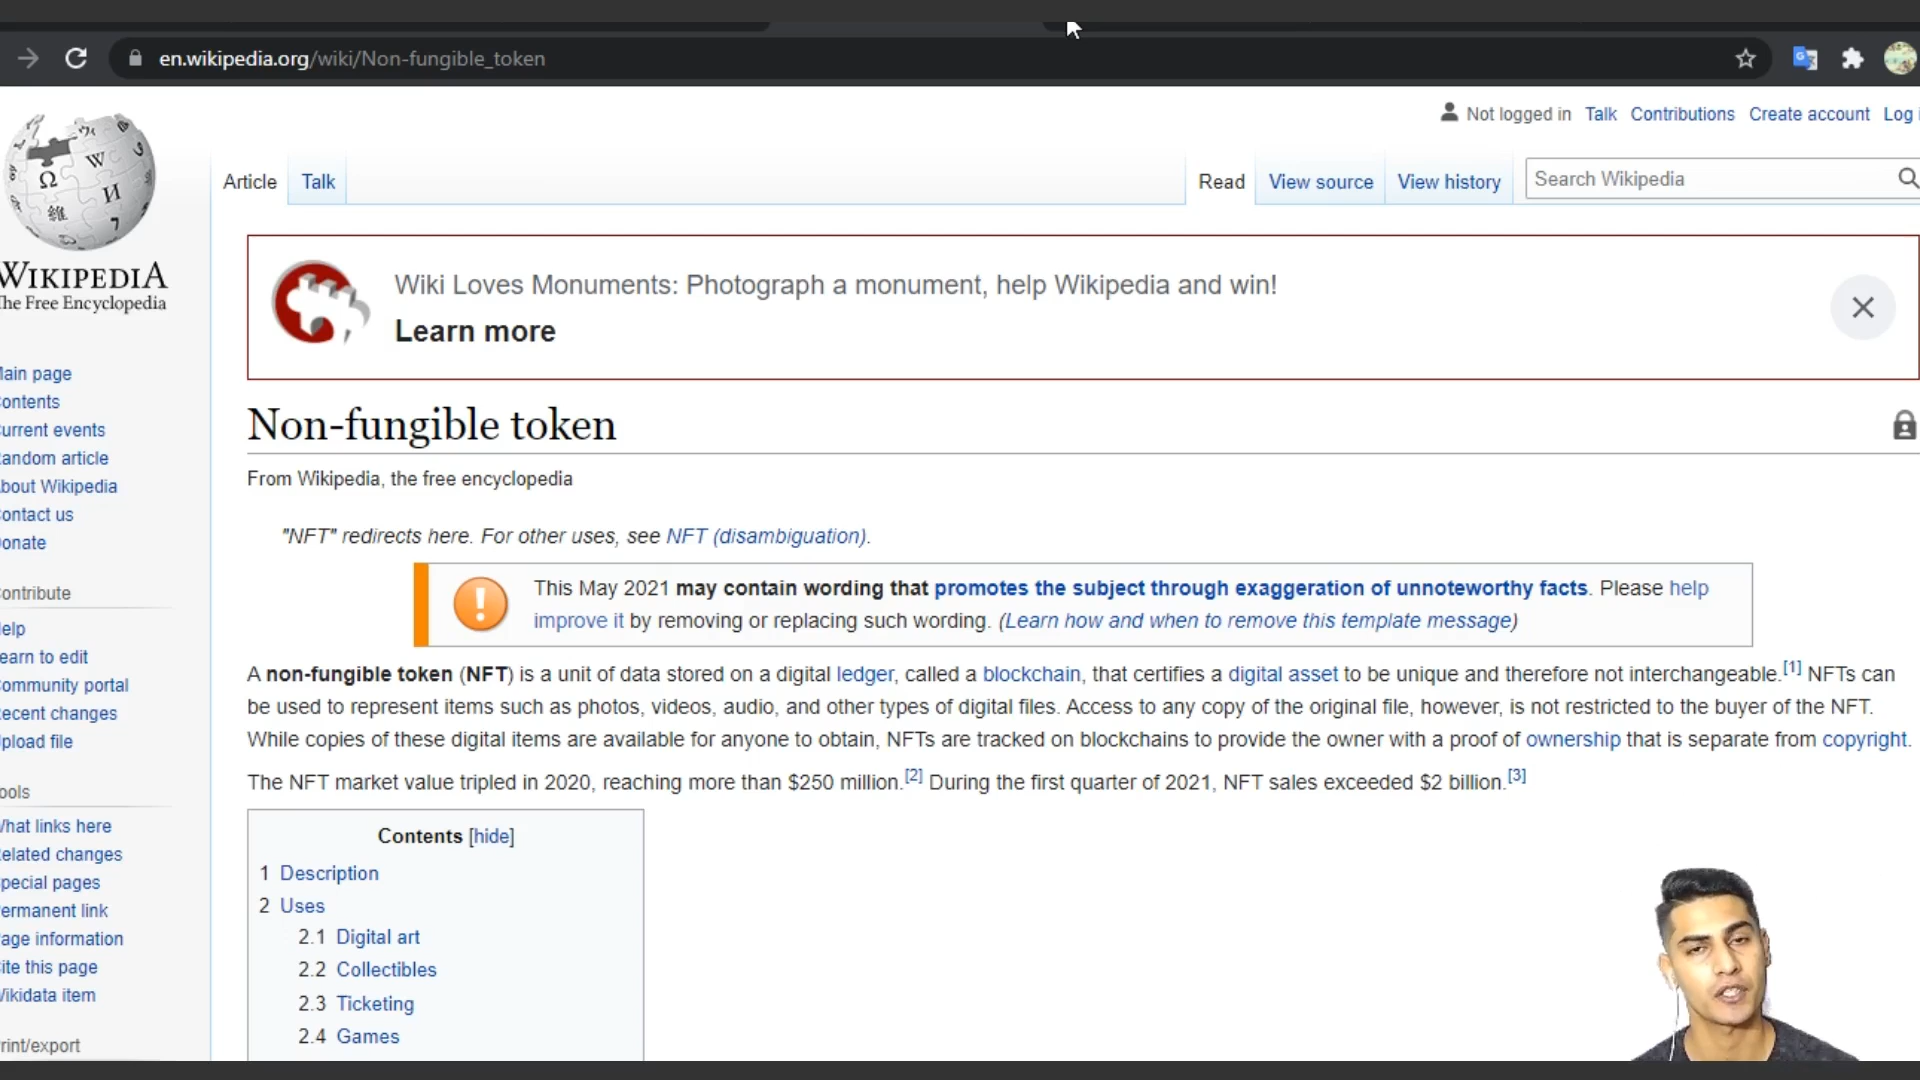 en.wikipedia.org/wiki/Non-fungible_token
Not logged in Talk Contributions Create account Log i
Article Talk Read View source View history Search Wikipedia
WIKIPEDIA
The Free Encyclopedia
Wiki Loves Monuments: Photograph a monument, help Wikipedia and win!
Learn more
Main page
ontents
urrent events
andom article
bout Wikipedia
ontact us
onate
ontribute
elp
earn to edit
ommunity portal
ecent changes
pload file
ools
What links here
elated changes
pecial pages
ermanent link
age information
ite this page
Wikidata item
rint/export
Non-fungible token
From Wikipedia, the free encyclopedia
"NFT" redirects here. For other uses, see NFT (disambiguation).
This May 2021 may contain wording that promotes the subject through exaggeration of unnoteworthy facts. Please help
improve it by removing or replacing such wording. (Learn how and when to remove this template message)
A non-fungible token (NFT) is a unit of data stored on a digital ledger, called a blockchain, that certifies a digital asset to be unique and therefore not interchangeable.[1] NFTs can
be used to represent items such as photos, videos, audio, and other types of digital files. Access to any copy of the original file, however, is not restricted to the buyer of the NFT.
While copies of these digital items are available for anyone to obtain, NFTs are tracked on blockchains to provide the owner with a proof of ownership that is separate from copyright.
The NFT market value tripled in 2020, reaching more than $250 million.[2] During the first quarter of 2021, NFT sales exceeded $2 billion.[3]
Contents [hide]
1 Description
2 Uses
2.1 Digital art
2.2 Collectibles
2.3 Ticketing
2.4 Games